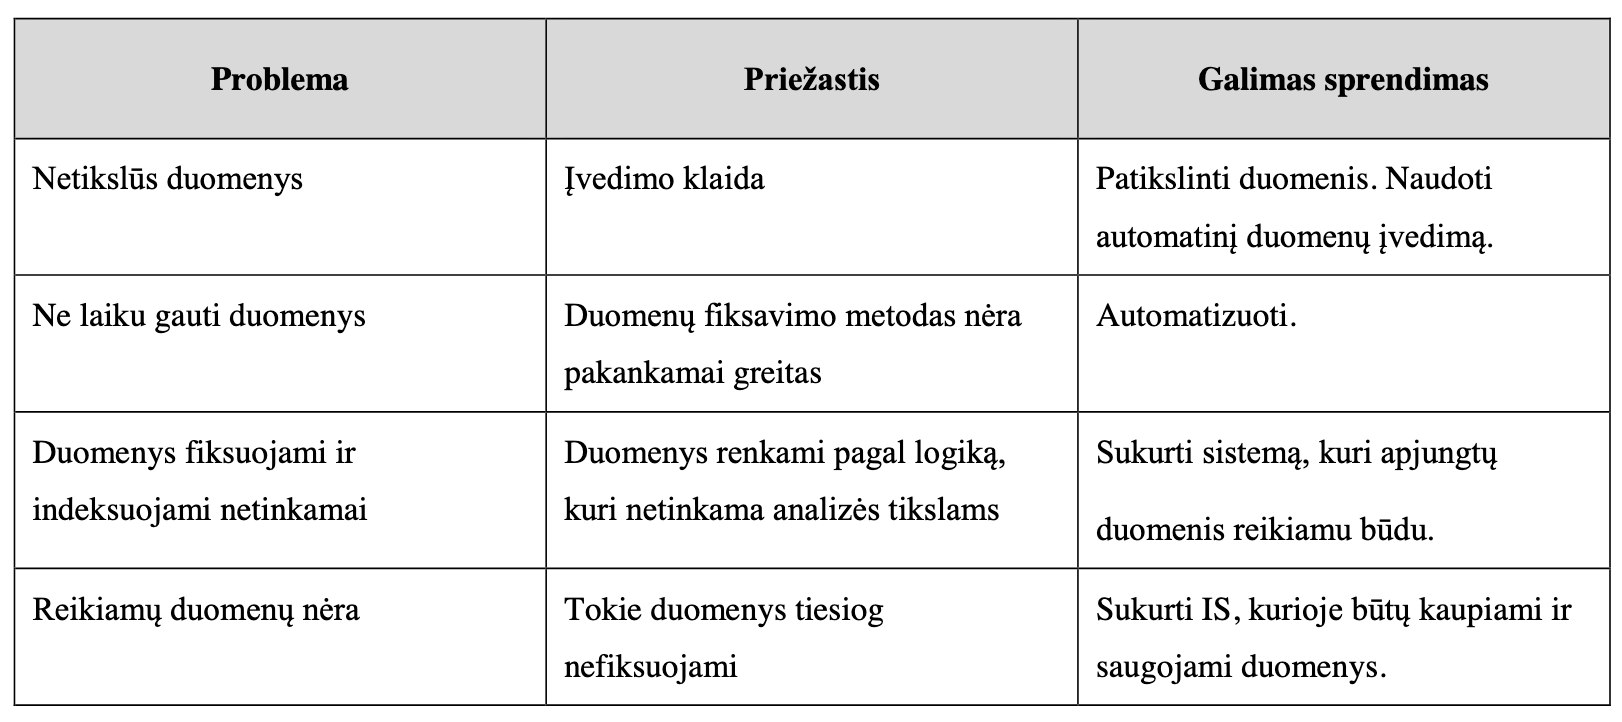 Problema
Priežastis
Galimas sprendimas
Netikslūs duomenys
Įvedimo klaida
Patikslinti duomenis. Naudoti
automatinį duomenų įvedimą.
Ne laiku gauti duomenys
Duomenų fiksavimo metodas nėra
pakankamai greitas
Automatizuoti.
Duomenys fiksuojami ir
indeksuojami netinkamai
Duomenys renkami pagal logiką,
kuri netinkama analizės tikslams
Sukurti sistemą, kuri apjungtų
duomenis reikiamu būdu.
Reikiamų duomenų nėra
Tokie duomenys tiesiog
nefiksuojami
Sukurti IS, kurioje būtų kaupiami ir
saugojami duomenys.